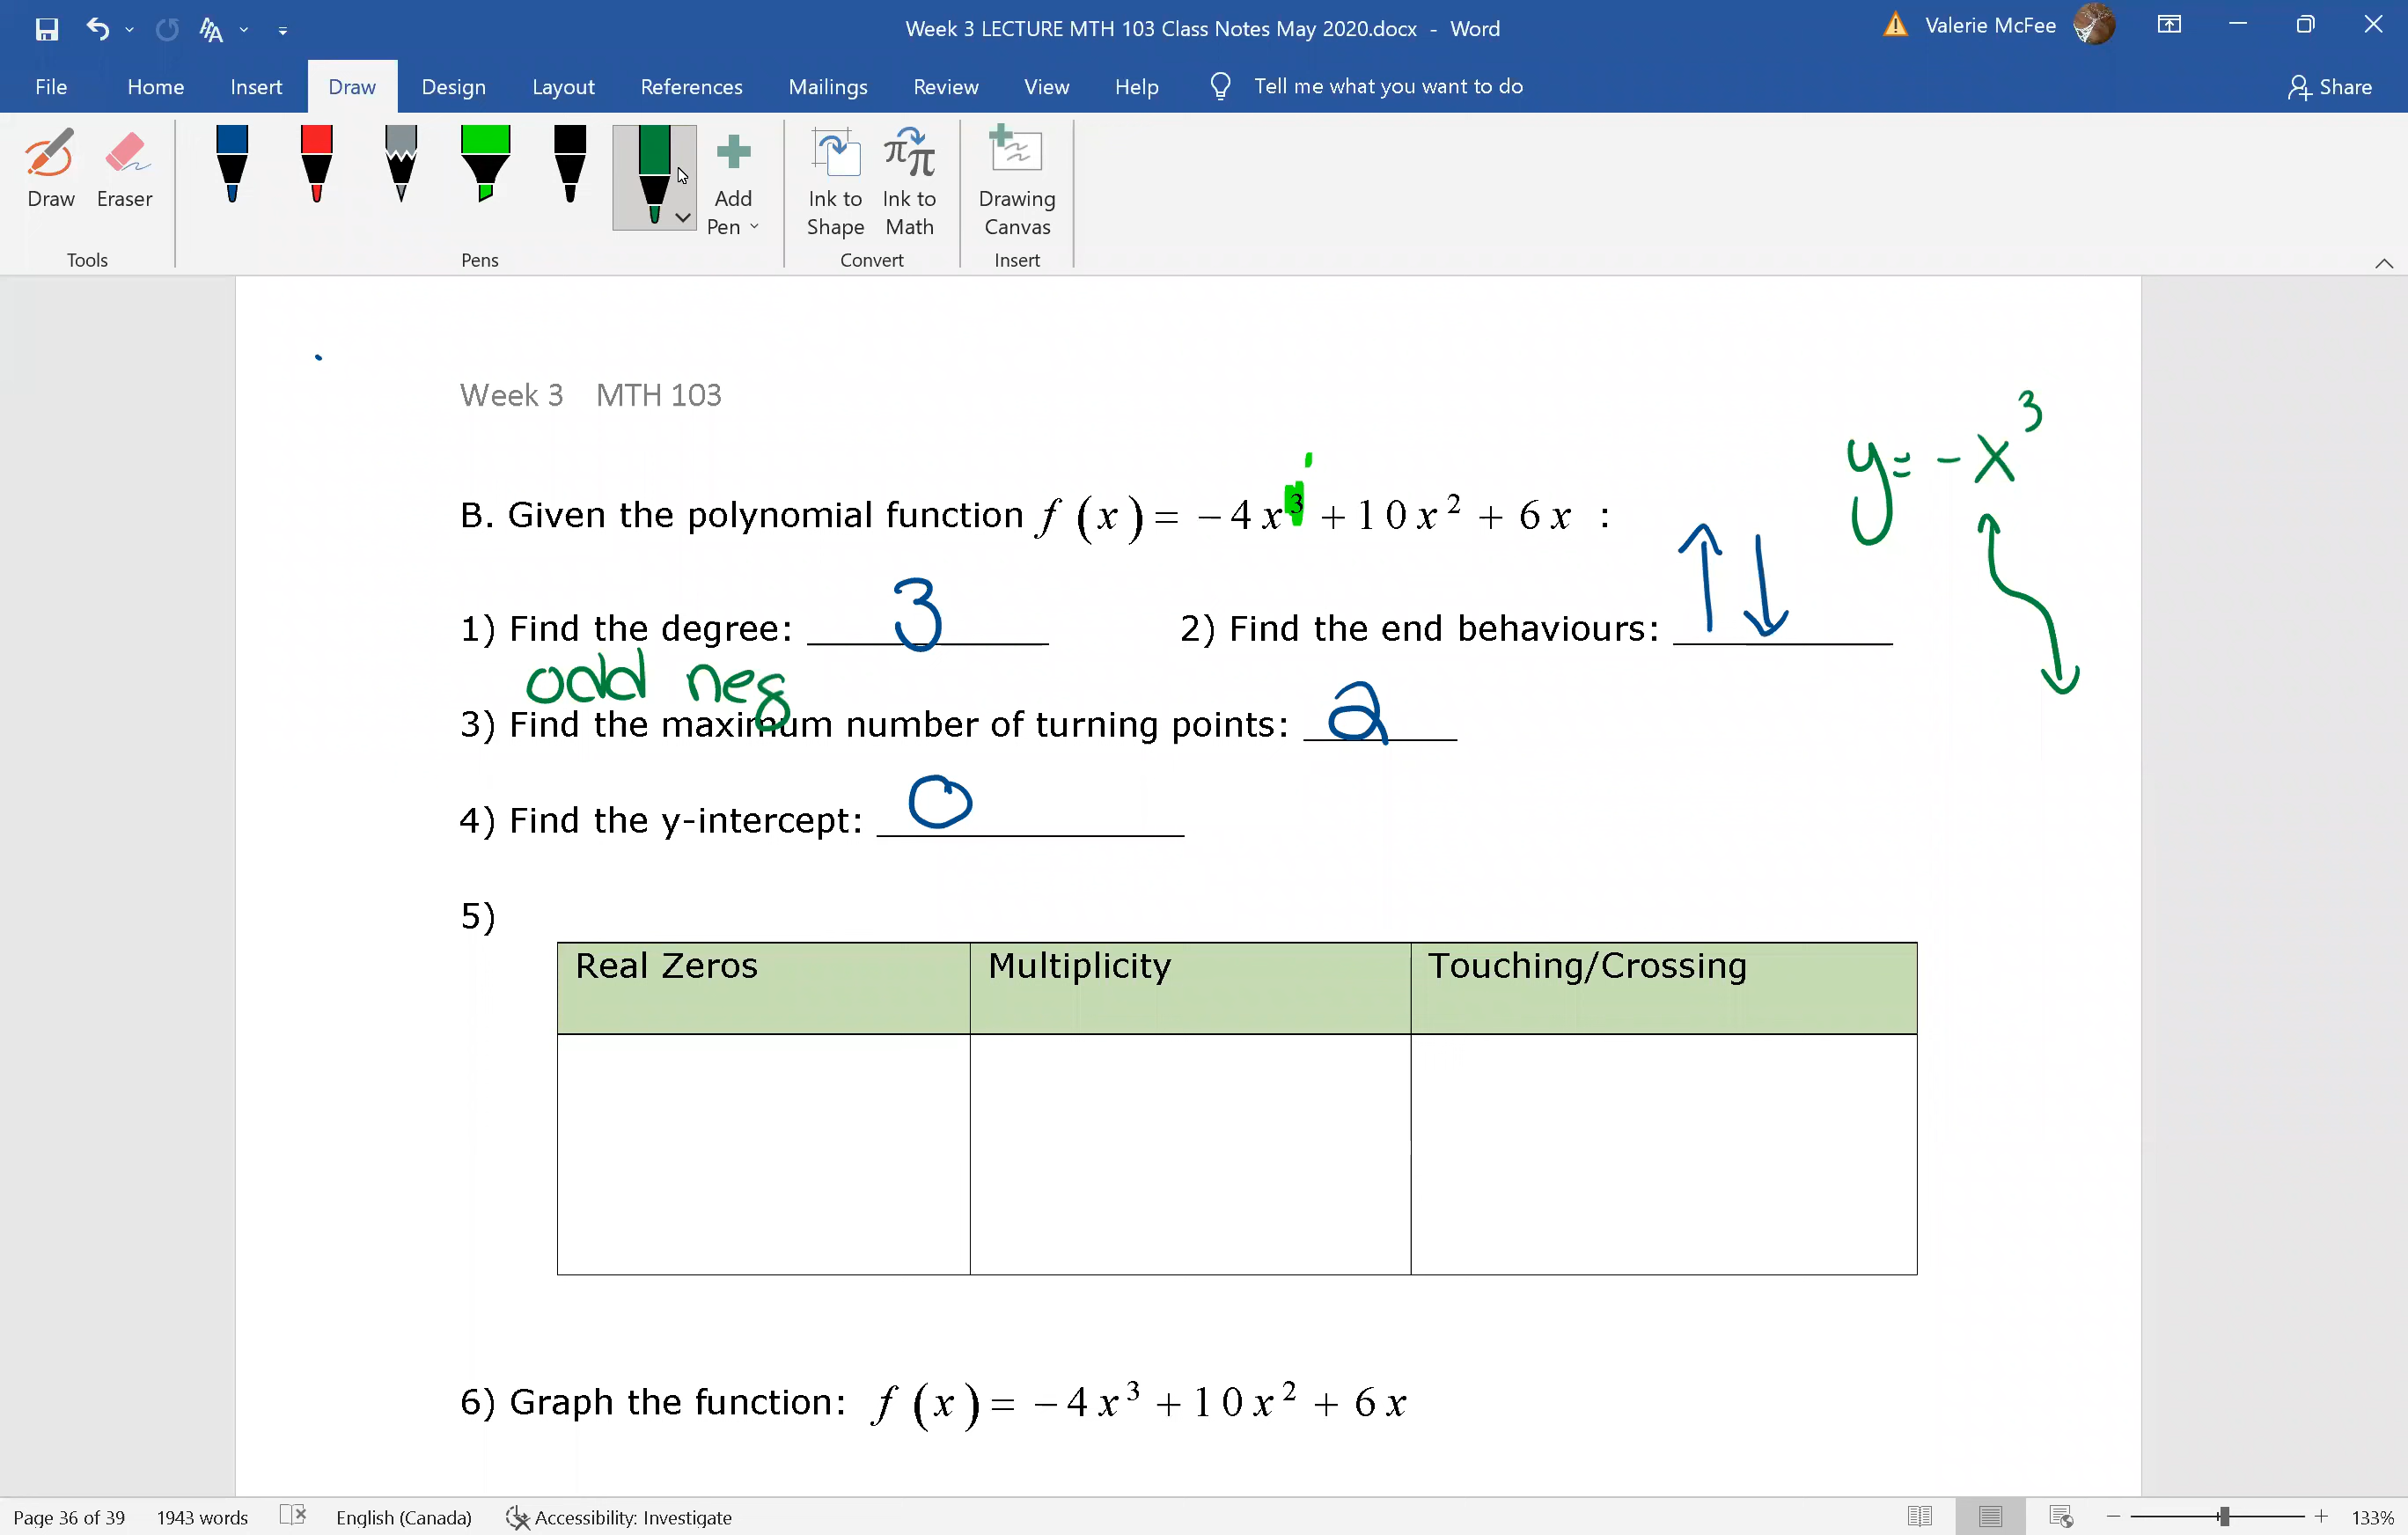 Week 3 LECTURE MTH 103 Class Notes May 2020.docx - Word
Valerie McFee
File Home Insert Draw Design Layout References Mailings Review View Help Tell me what you want to do Share
Draw Eraser Add Pen Ink to Shape Ink to Math Drawing Canvas
Tools Pens Convert Insert
Week 3 MTH 103
y = -x³
B. Given the polynomial function f(x) = −4x³ + 10x² + 6x :
1) Find the degree: 3 2) Find the end behaviours: ↑↓
odd neg
3) Find the maximum number of turning points: 2
4) Find the y-intercept: 0
5)
Real Zeros Multiplicity Touching/Crossing
6) Graph the function: f(x) = −4x³ + 10x² + 6x
Page 36 of 39 1943 words English (Canada) Accessibility: Investigate 133%